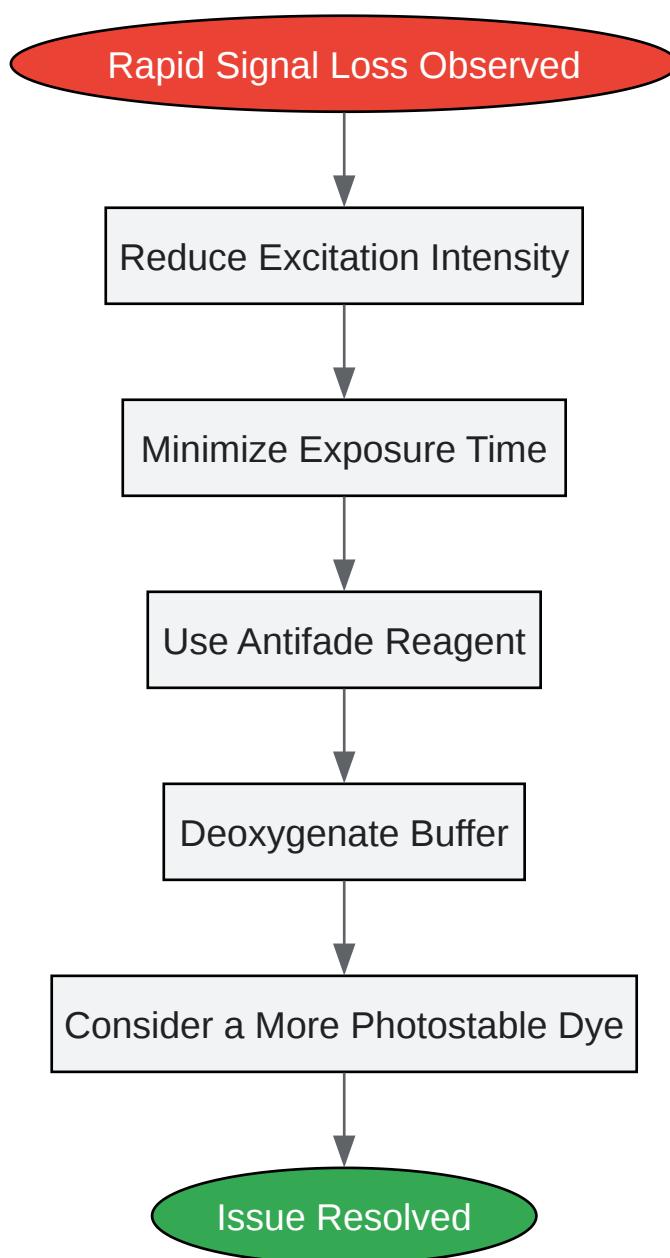 Rapid Signal Loss Observed
Reduce Excitation Intensity
Minimize Exposure Time
Use Antifade Reagent
Deoxygenate Buffer
Consider a More Photostable Dye
Issue Resolved